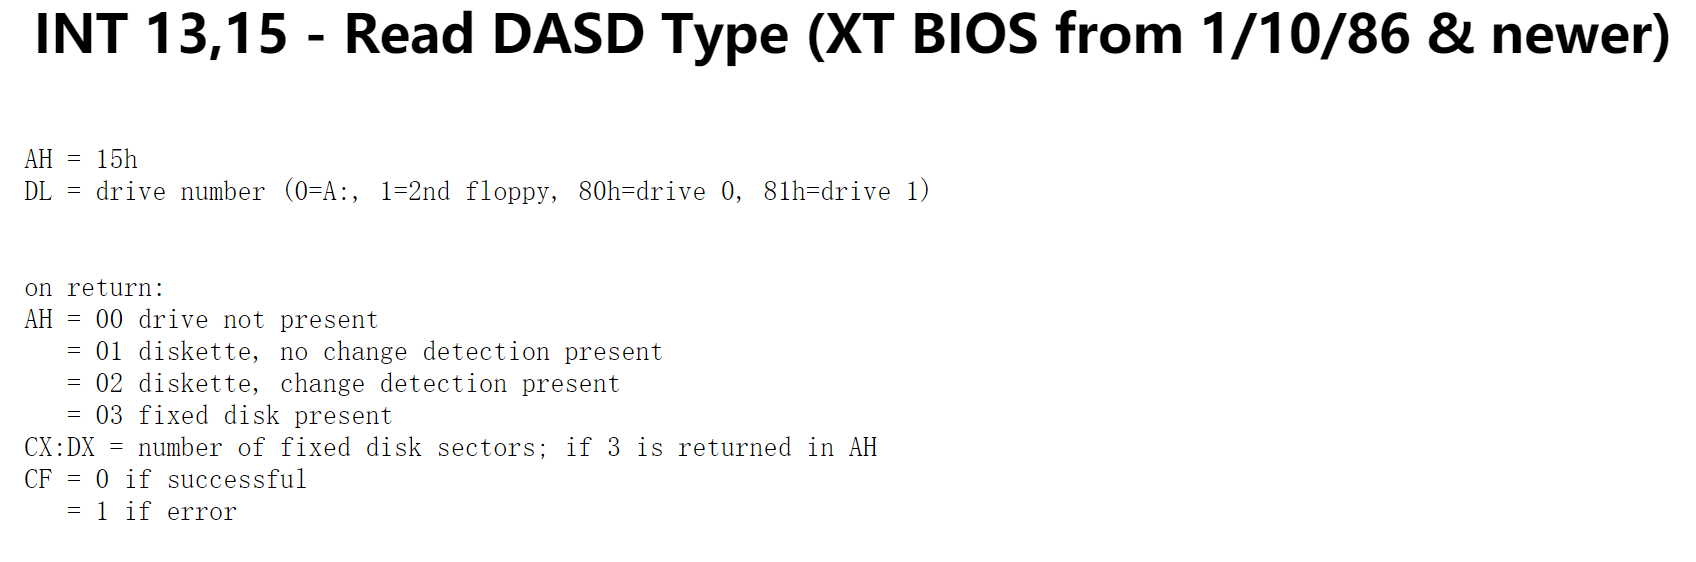 INT 13,15 - Read DASD Type (XT BIOS from 1/10/86 & newer)
AH = 15h
DL = drive number (0=A:, 1=2nd floppy, 80h=drive 0, 81h=drive 1)
on return:
AH = 00 drive not present
   = 01 diskette, no change detection present
   = 02 diskette, change detection present
   = 03 fixed disk present
CX:DX = number of fixed disk sectors; if 3 is returned in AH
CF = 0 if successful
   = 1 if error